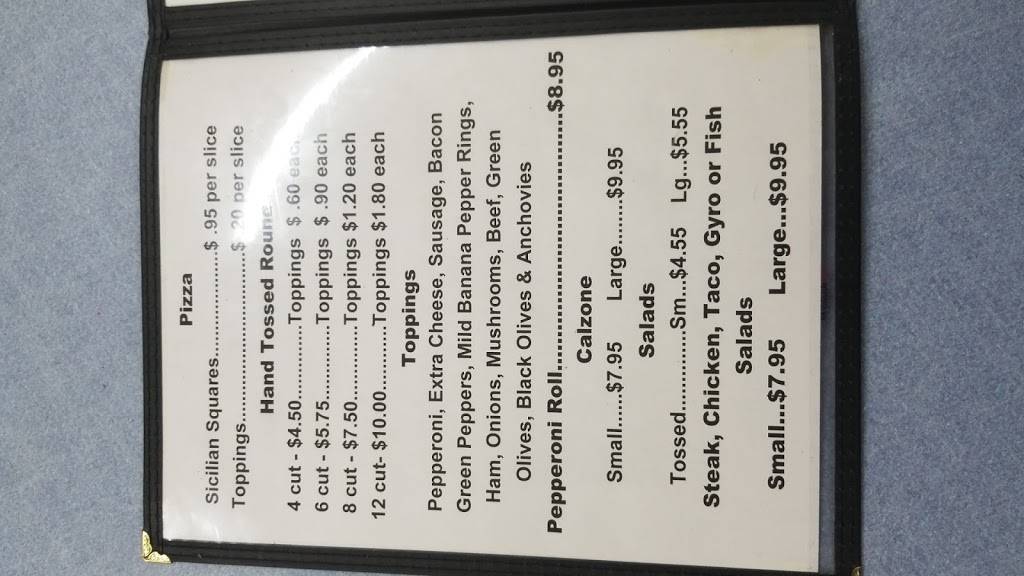 Pizza
Sicilian Squares..............................$ .95 per slice
Toppings..........................................$ .20 per slice
Hand Tossed Round
4 cut - $4.50..............Toppings $ .60 each
6 cut - $5.75..............Toppings $ .90 each
8 cut - $7.50..............Toppings $1.20 each
12 cut- $10.00............Toppings $1.80 each
Toppings
Pepperoni, Extra Cheese, Sausage, Bacon
Green Peppers, Mild Banana Pepper Rings,
Ham, Onions, Mushrooms, Beef, Green
Olives, Black Olives & Anchovies
Pepperoni Roll..................................................$8.95
Calzone
Small......$7.95 Large........$9.95
Salads
Tossed..............Sm...$4.55 Lg...$5.55
Steak, Chicken, Taco, Gyro or Fish
Salads
Small...$7.95 Large...$9.95